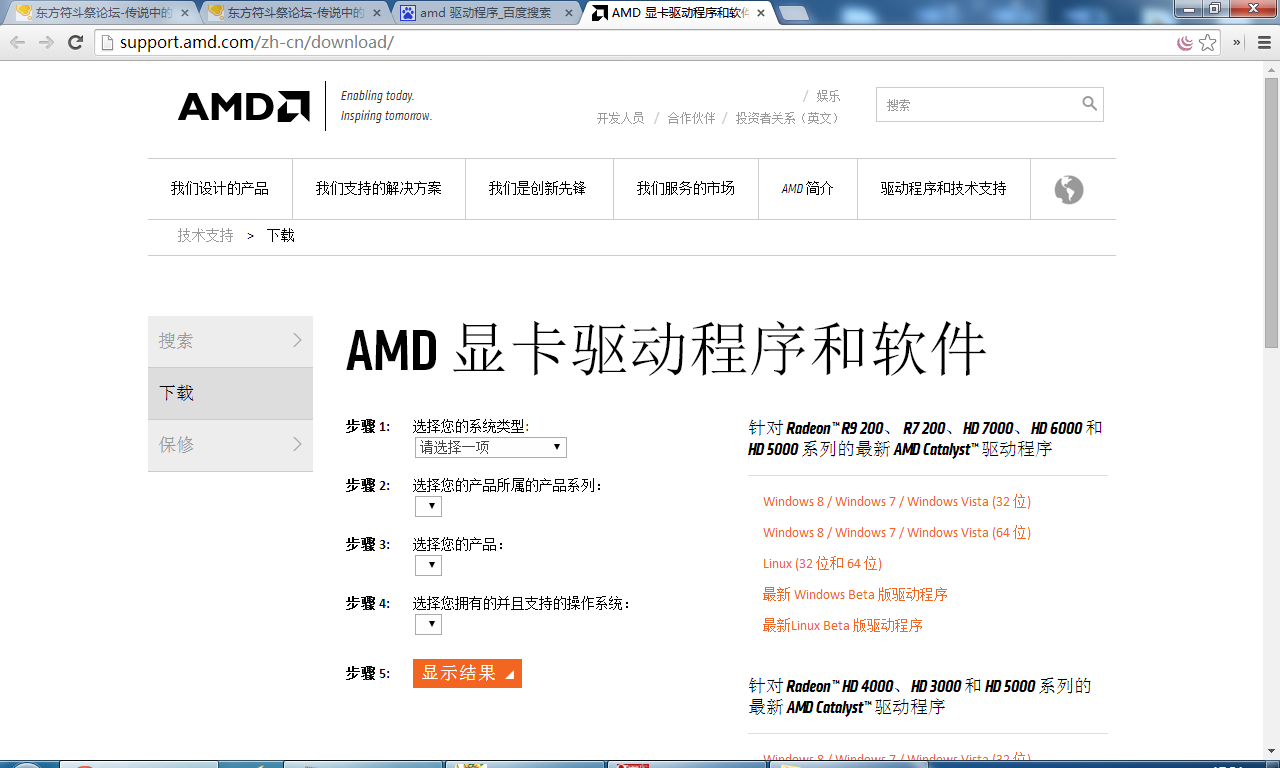 东方符斗祭论坛-传说中的
东方符斗祭论坛-传说中的
amd 驱动程序_百度搜索
AMD 显卡驱动程序和软件
support.amd.com/zh-cn/download/
AMD
Enabling today.
Inspiring tomorrow.
/ 娱乐
开发人员 / 合作伙伴 / 投资者关系（英文）
搜索
我们设计的产品
我们支持的解决方案
我们是创新先锋
我们服务的市场
AMD 简介
驱动程序和技术支持
技术支持 > 下载
搜索
下载
保修
AMD 显卡驱动程序和软件
步骤 1: 选择您的系统类型:
请选择一项
步骤 2: 选择您的产品所属的产品系列：
步骤 3: 选择您的产品：
步骤 4: 选择您拥有的并且支持的操作系统：
步骤 5: 显示结果
针对 Radeon™ R9 200、 R7 200、HD 7000、HD 6000 和
HD 5000 系列的最新 AMD Catalyst™ 驱动程序
Windows 8 / Windows 7 / Windows Vista (32 位)
Windows 8 / Windows 7 / Windows Vista (64 位)
Linux (32 位和 64 位)
最新 Windows Beta 版驱动程序
最新Linux Beta 版驱动程序
针对 Radeon™ HD 4000、HD 3000 和 HD 5000 系列的
最新 AMD Catalyst™ 驱动程序
Windows 8 / Windows 7 / Windows Vista (32 位)